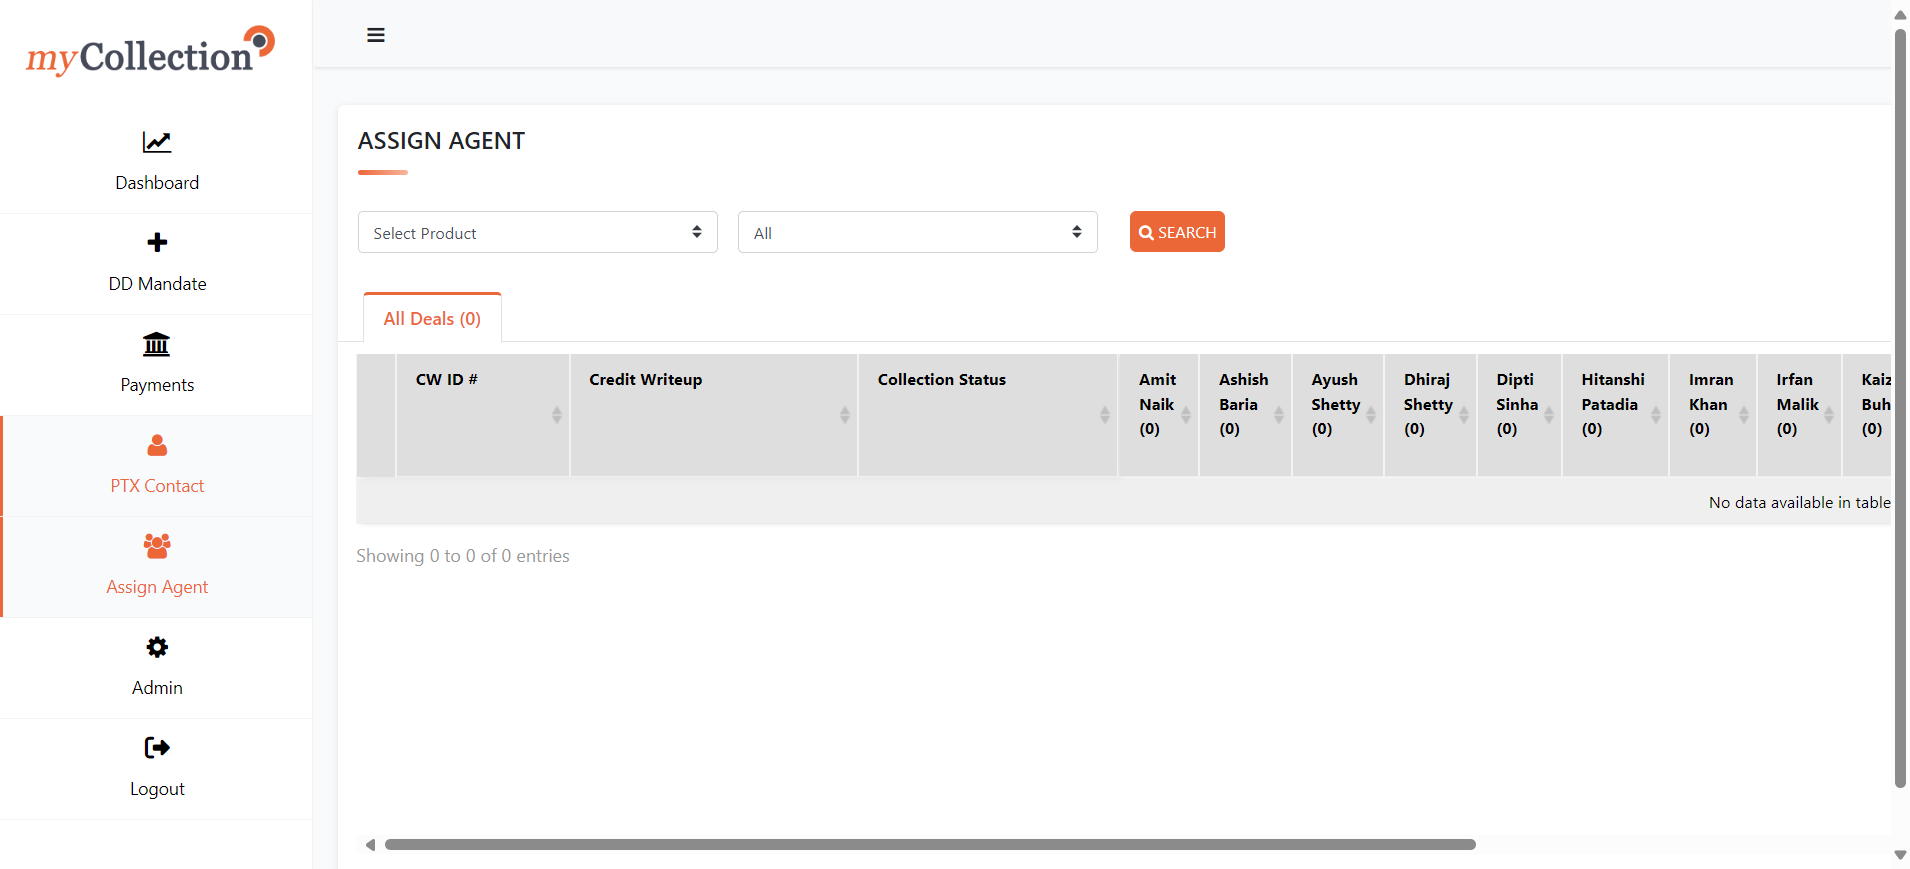 myCollection
Dashboard
DD Mandate
Payments
PTX Contact
Assign Agent
Admin
Logout
ASSIGN AGENT
Select Product
All
SEARCH
All Deals (0)
CW ID #
Credit Writeup
Collection Status
Amit
Naik
(0)
Ashish
Baria
(0)
Ayush
Shetty
(0)
Dhiraj
Shetty
(0)
Dipti
Sinha
(0)
Hitanshi
Patadia
(0)
Imran
Khan
(0)
Irfan
Malik
(0)
Kaiz
Buh
(0)
No data available in table
Showing 0 to 0 of 0 entries